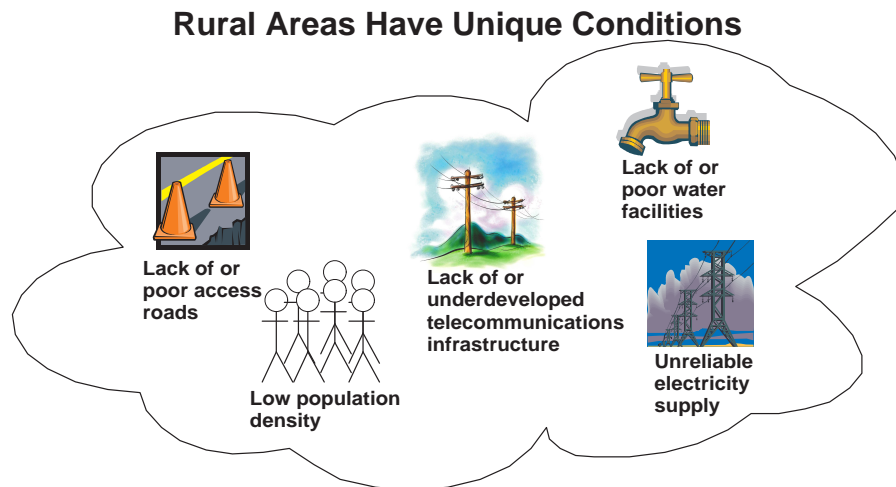 Rural Areas Have Unique Conditions
Lack of or
poor water
facilities
Lack of or
poor access
roads
Lack of or
underdeveloped
telecommunications
infrastructure
Unreliable
electricity
supply
Low population
density